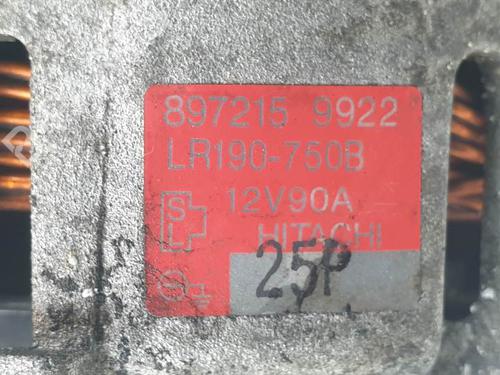 897215 9922
LR190-750B
12V90A
S
L
HITACHI
25P